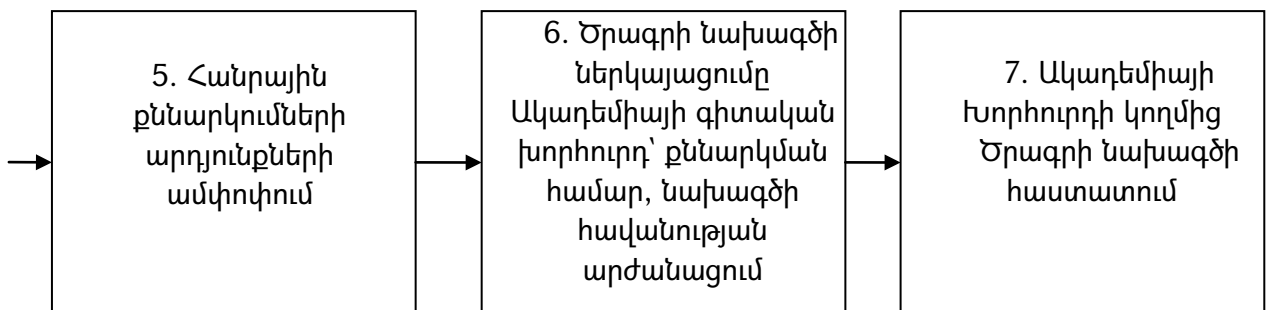 5. Հանրային
քննարկումների
արդյունքների
ամփոփում
6. Ծրագրի նախագծի
ներկայացումը
Ակադեմիայի գիտական
խորհուրդ՝ քննարկման
համար, նախագծի
հավանության
արժանացում
7. Ակադեմիայի
Խորհուրդի կողմից
Ծրագրի նախագծի
հաստատում